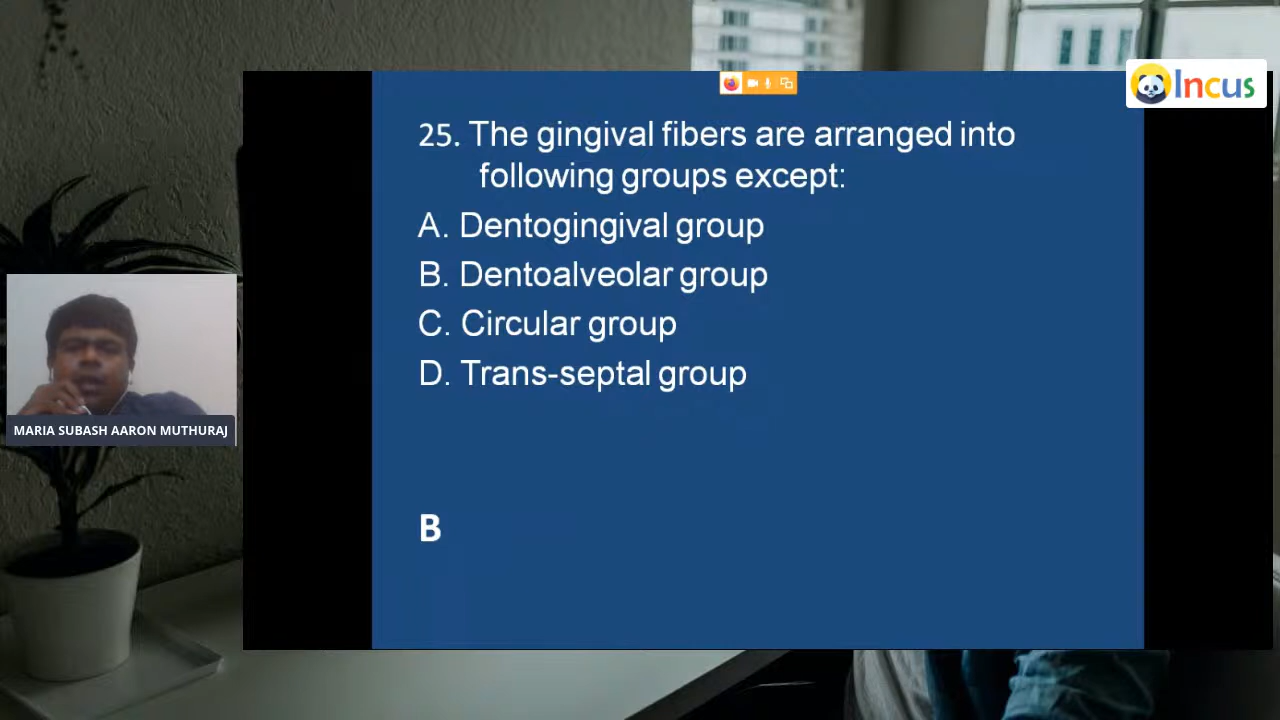 Incus
25. The gingival fibers are arranged into
following groups except:
A. Dentogingival group
B. Dentoalveolar group
C. Circular group
D. Trans-septal group
MARIA SUBASH AARON MUTHURAJ
B